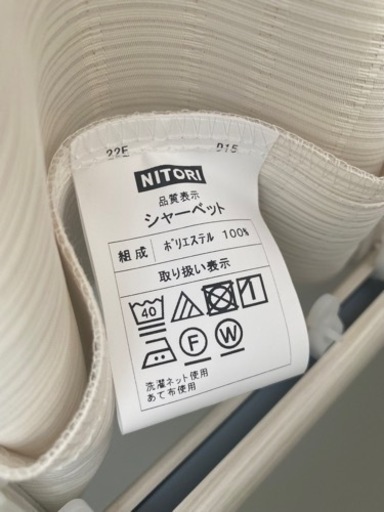 22E 915
NITORI
品質表示
シャーベット
組成 ポリエステル 100%
取り扱い表示
40
F W
洗濯ネット使用
あて布使用